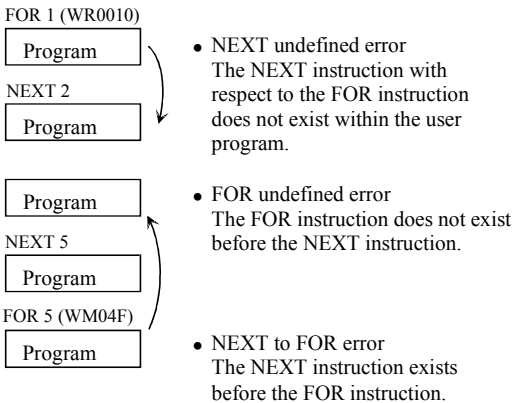 FOR 1 (WR0010)
Program
NEXT 2
Program
• NEXT undefined error
The NEXT instruction with
respect to the FOR instruction
does not exist within the user
program.
Program
NEXT 5
Program
FOR 5 (WM04F)
Program
• FOR undefined error
The FOR instruction does not exist
before the NEXT instruction.
• NEXT to FOR error
The NEXT instruction exists
before the FOR instruction.